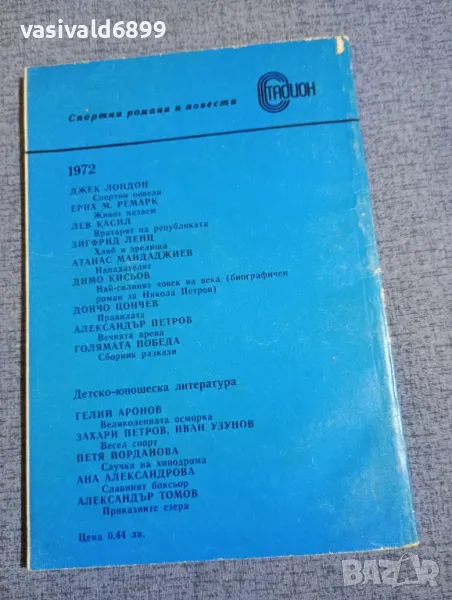 vasivald6899
Спортни романи и повести
Стадион
1972
ДЖЕК ЛОНДОН
Спортни новели
ЕРИХ М. РЕМАРК
Живот назаем
ЛЕВ КАСИЛ
Вратарят на републиката
ЗИГФРИД ЛЕНЦ
Хляб и зрелища
АТАНАС МАНДАДЖИЕВ
Нападателят
ДИМО КИСЬОВ
Най-силният човек на века (биографичен
роман за Никола Петров)
ДОНЧО ЦОНЧЕВ
Правилата
АЛЕКСАНДЪР ПЕТРОВ
Вечната арена
ГОЛЯМАТА ПОБЕДА
Сборник разкази
Детско-юношеска литература
ГЕЛИЙ АРОНОВ
Великолепната осморка
ЗАХАРИ ПЕТРОВ, ИВАН УЗУНОВ
Весел спорт
ПЕТЯ ЙОРДАНОВА
Случка на хиподрома
АНА АЛЕКСАНДРОВА
Славният боксьор
АЛЕКСАНДЪР ТОМОВ
Приказните езера
Цена 0,44 лв.
BAZAR